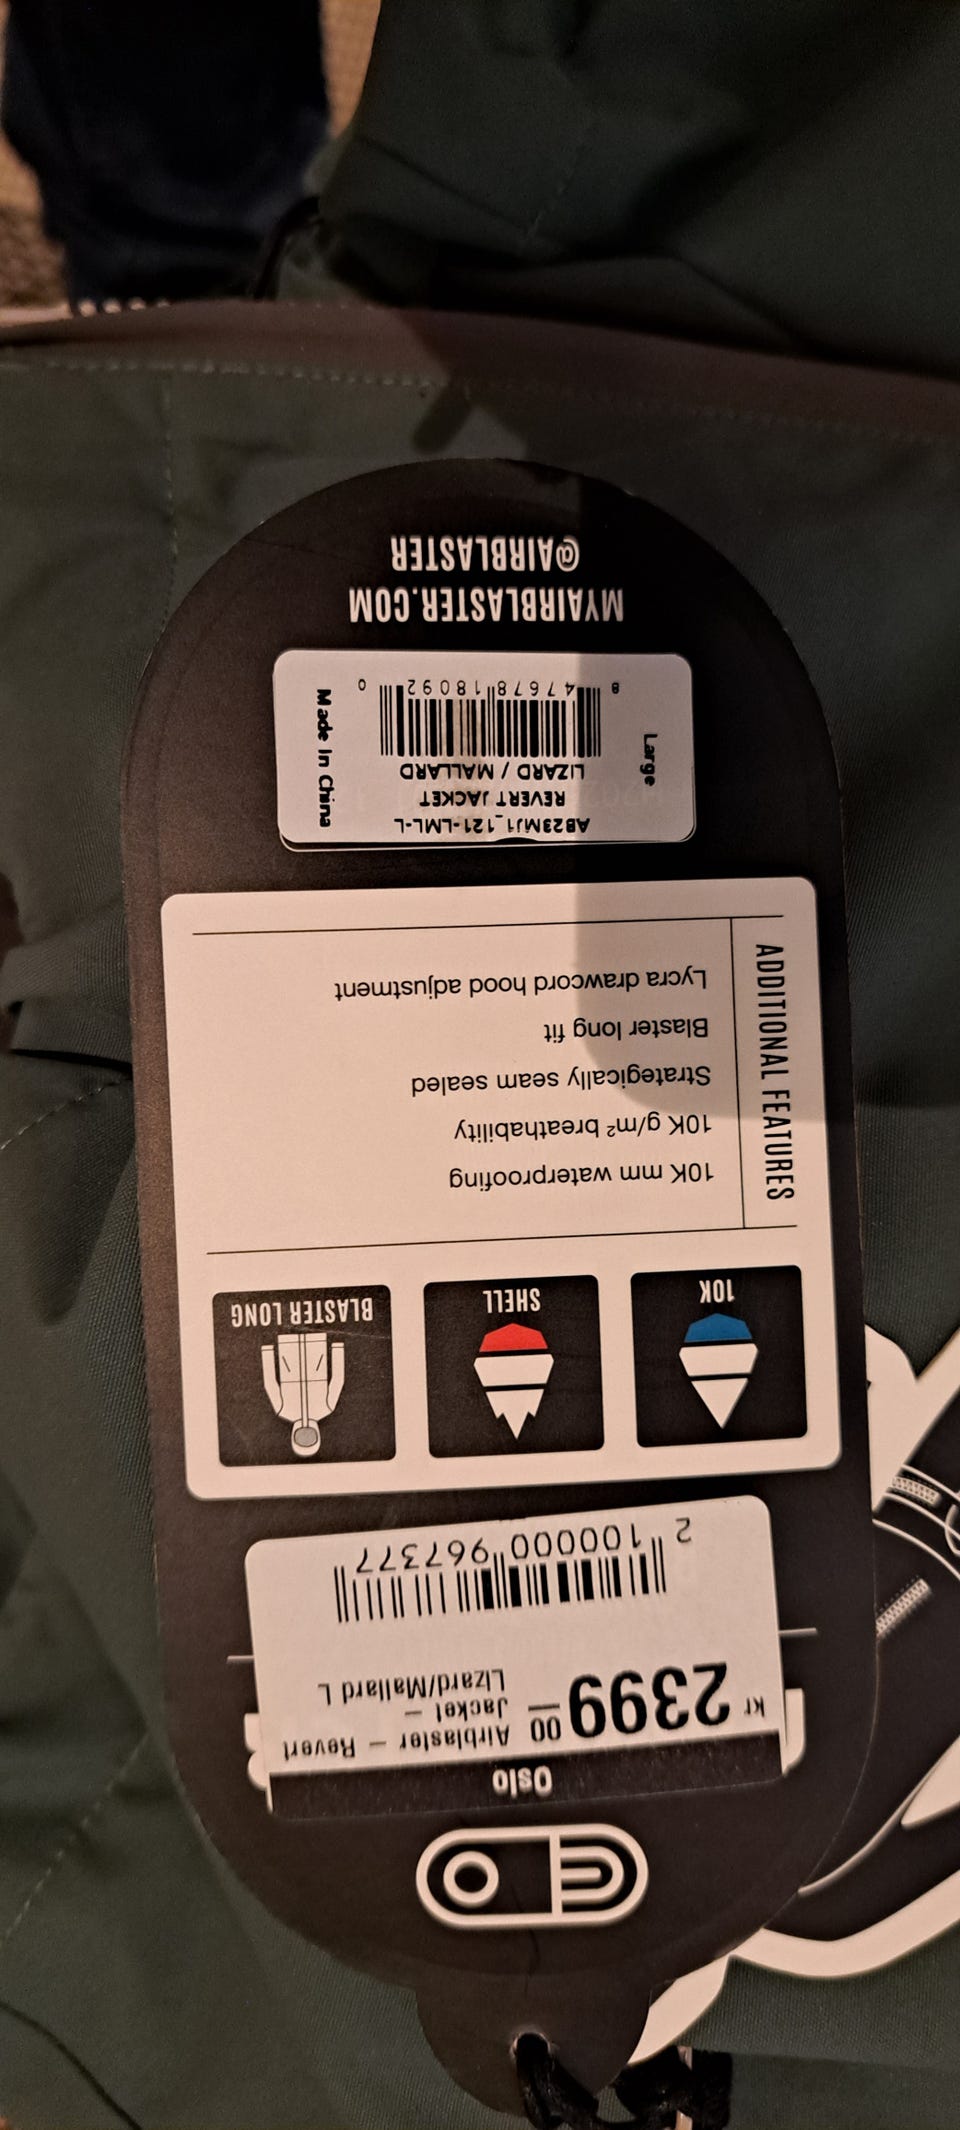 Oslo
kr 2399 00
Airblaster - Revert
Jacket -
Lizard/Mallard L
2 100000 967377
10K
SHELL
BLASTER LONG
ADDITIONAL FEATURES
10K mm waterproofing
10K g/m² breathability
Strategically seam sealed
Blaster long fit
Lycra drawcord hood adjustment
AB23MJ1_121-LML-L
REVERT JACKET
LIZARD / MALLARD
Large
8 47678 18092 0
Made In China
MYAIRBLASTER.COM
@AIRBLASTER